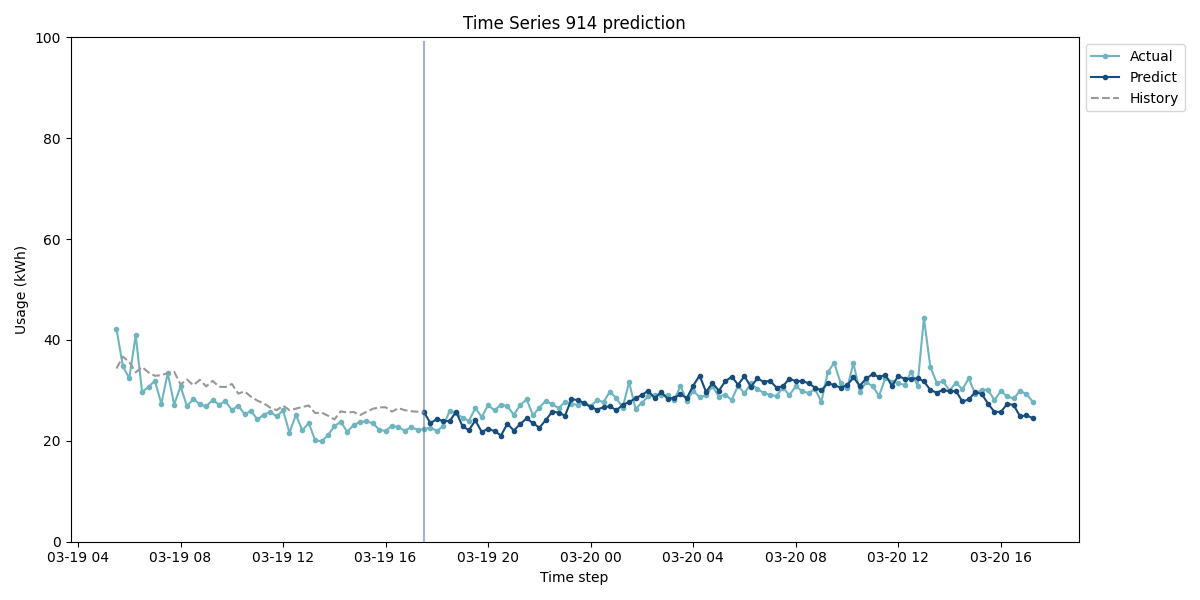 Time Series 914 prediction
100
80
60
40
20
0
Usage (kWh)
03-19 04
03-19 08
03-19 12
03-19 16
03-19 20
03-20 00
03-20 04
03-20 08
03-20 12
03-20 16
Time step
Actual
Predict
History